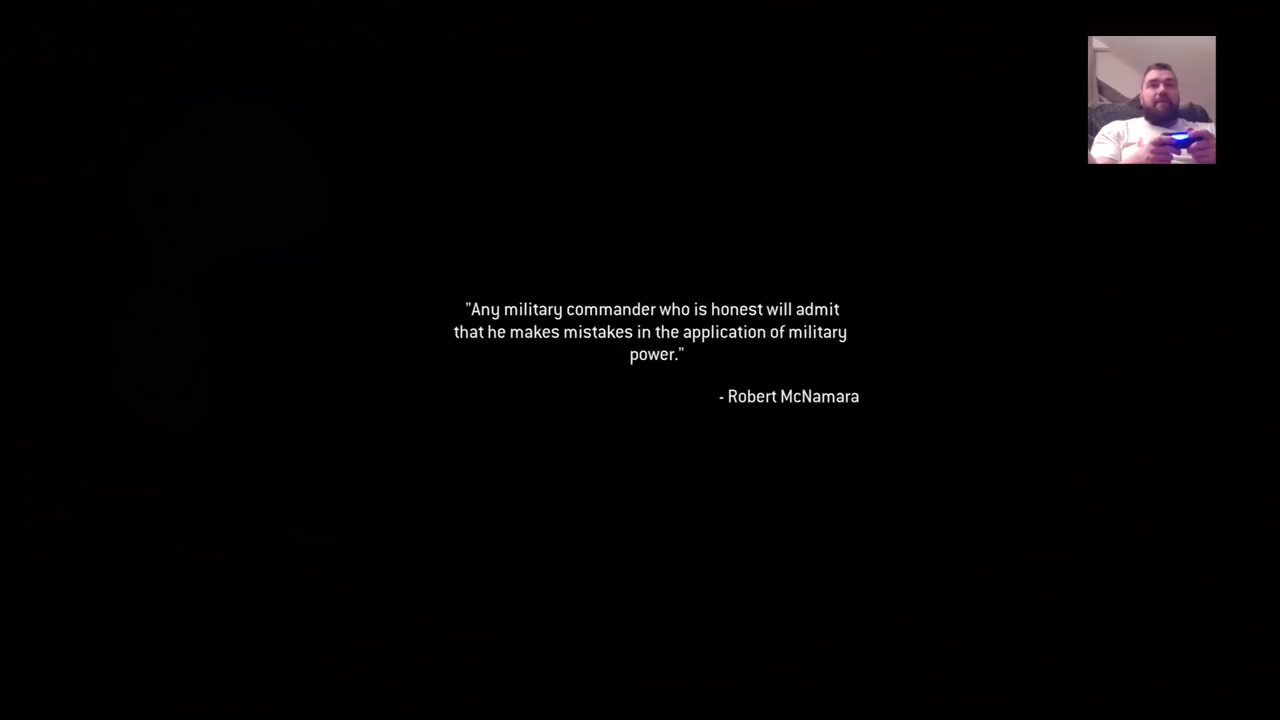 "Any military commander who is honest will admit
that he makes mistakes in the application of military
power."
- Robert McNamara